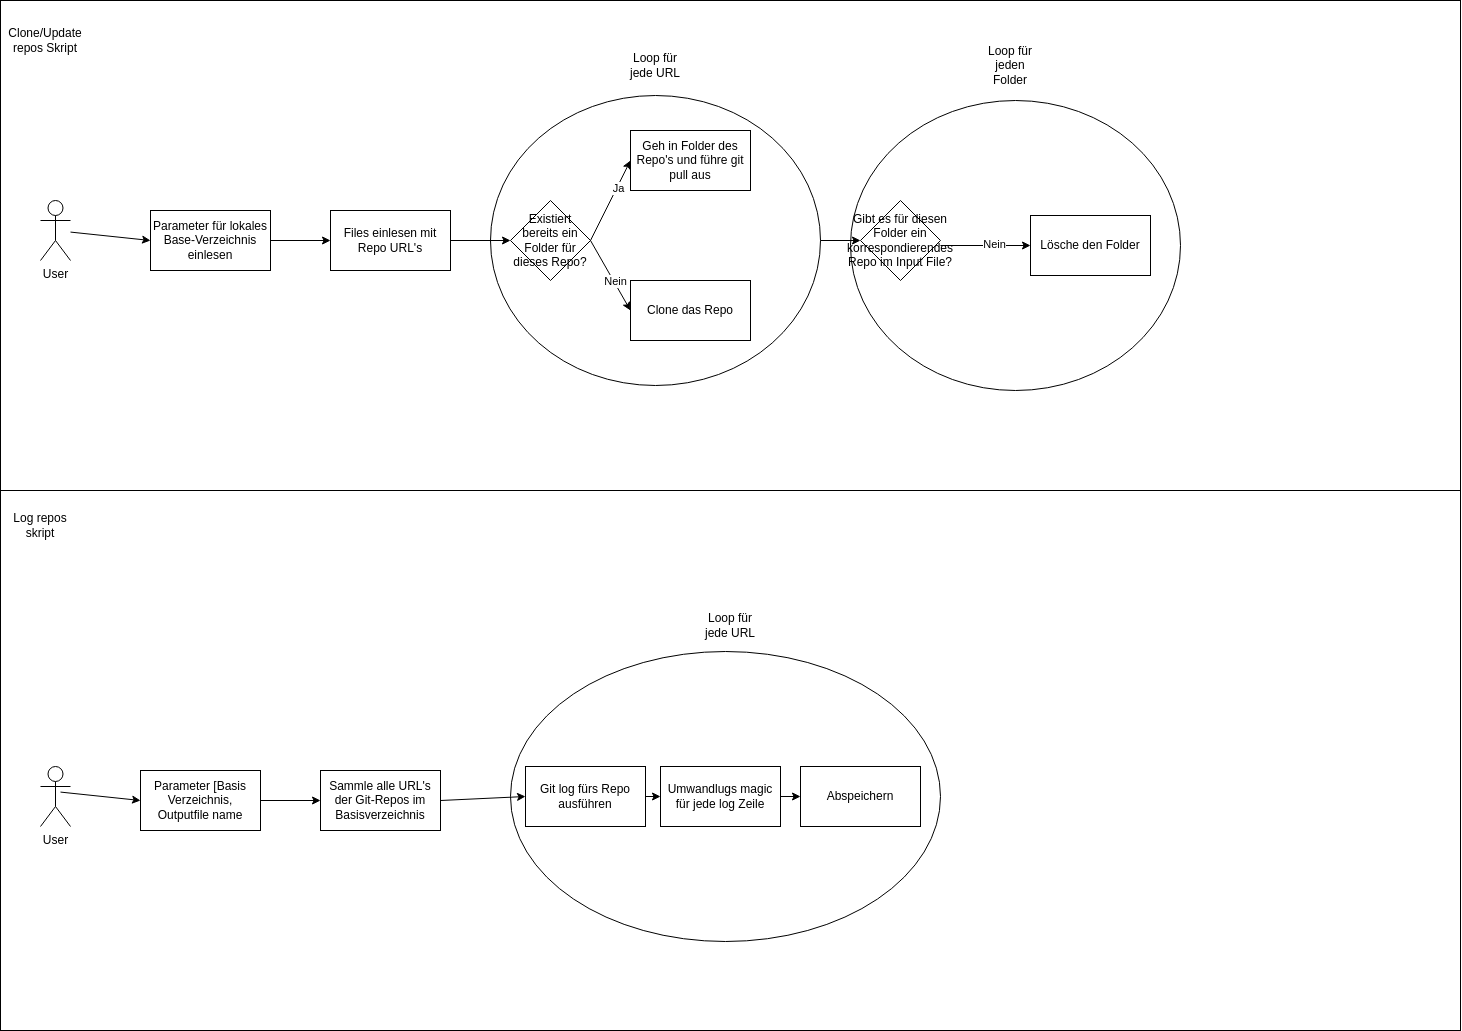 Clone/Update
repos Skript
Loop für
jede URL
Loop für
jeden
Folder
User
Parameter für lokales
Base-Verzeichnis
einlesen
Files einlesen mit
Repo URL's
Existiert
bereits ein
Folder für
dieses Repo?
Ja
Geh in Folder des
Repo's und führe git
pull aus
Nein
Clone das Repo
Gibt es für diesen
Folder ein
korrespondierendes
Repo im Input File?
Nein
Lösche den Folder
Log repos
skript
Loop für
jede URL
User
Parameter [Basis
Verzeichnis,
Outputfile name
Sammle alle URL's
der Git-Repos im
Basisverzeichnis
Git log fürs Repo
ausführen
Umwandlugs magic
für jede log Zeile
Abspeichern